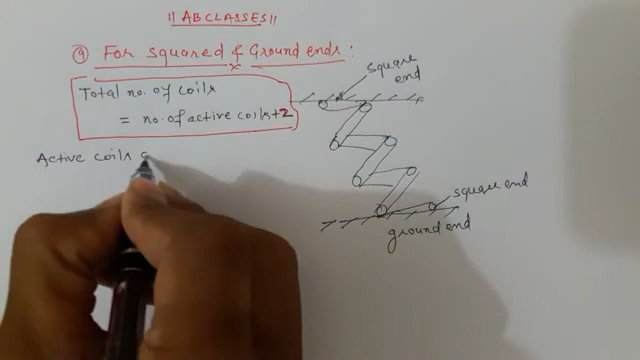 || ABCLASSES ||
9 For squared & Ground ends:
Total no. of coils
= no. of active coils + 2
Active coils
square
end
square end
ground end